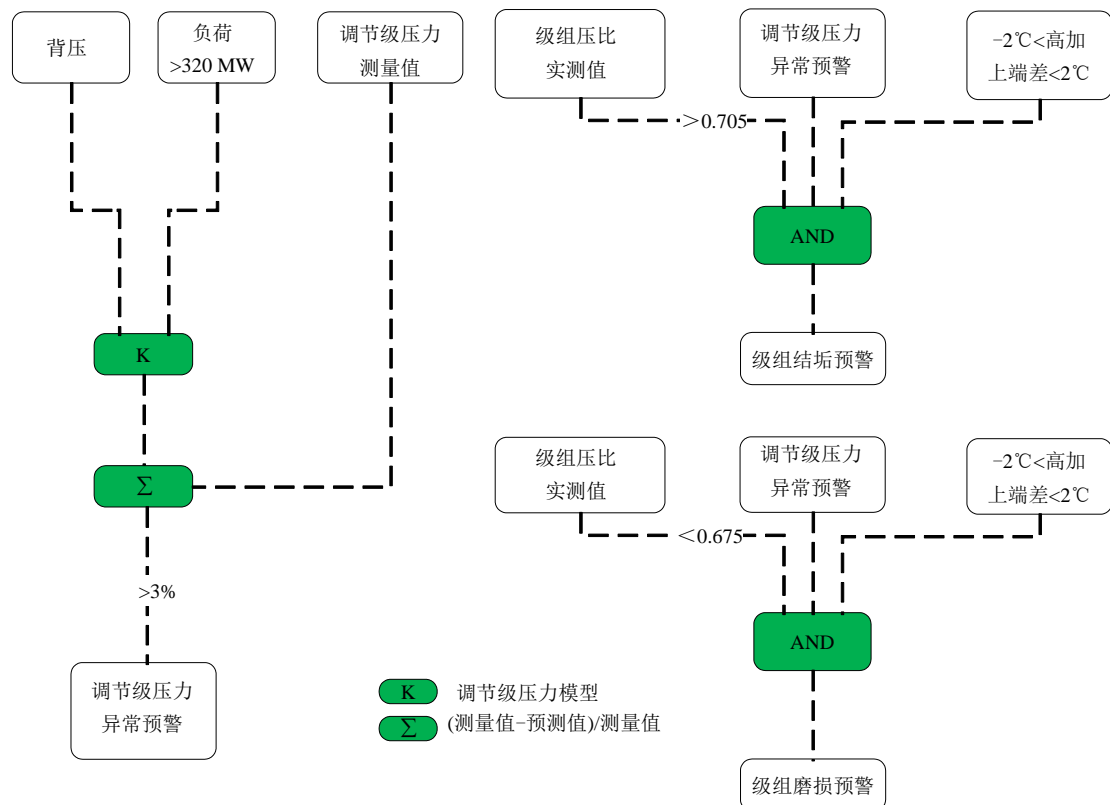 背压
负荷
>320 MW
调节级压力
测量值
K
Σ
>3%
调节级压力
异常预警
级组压比
实测值
调节级压力
异常预警
-2℃<高加
上端差<2℃
>0.705
AND
级组结垢预警
级组压比
实测值
调节级压力
异常预警
-2℃<高加
上端差<2℃
<0.675
AND
级组磨损预警
K 调节级压力模型
Σ (测量值-预测值)/测量值